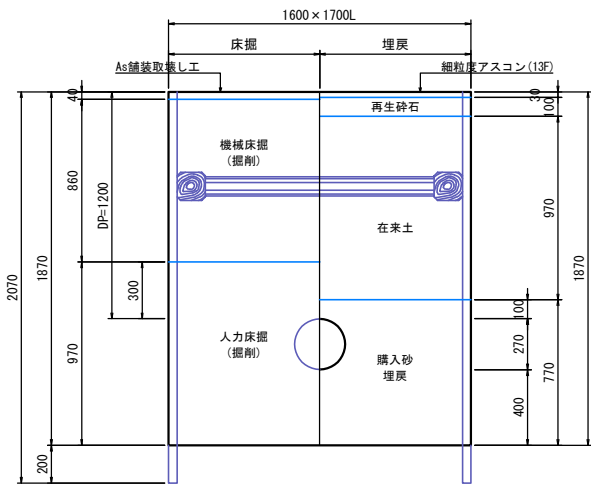 1600×1700L
床掘
埋戻
As舗装取壊し工
細粒度アスコン(13F)
40
30
再生砕石
100
機械床掘
(掘削)
860
DP=1200
970
在来土
2070
1870
1870
300
100
人力床掘
(掘削)
270
購入砂
埋戻
970
770
400
200